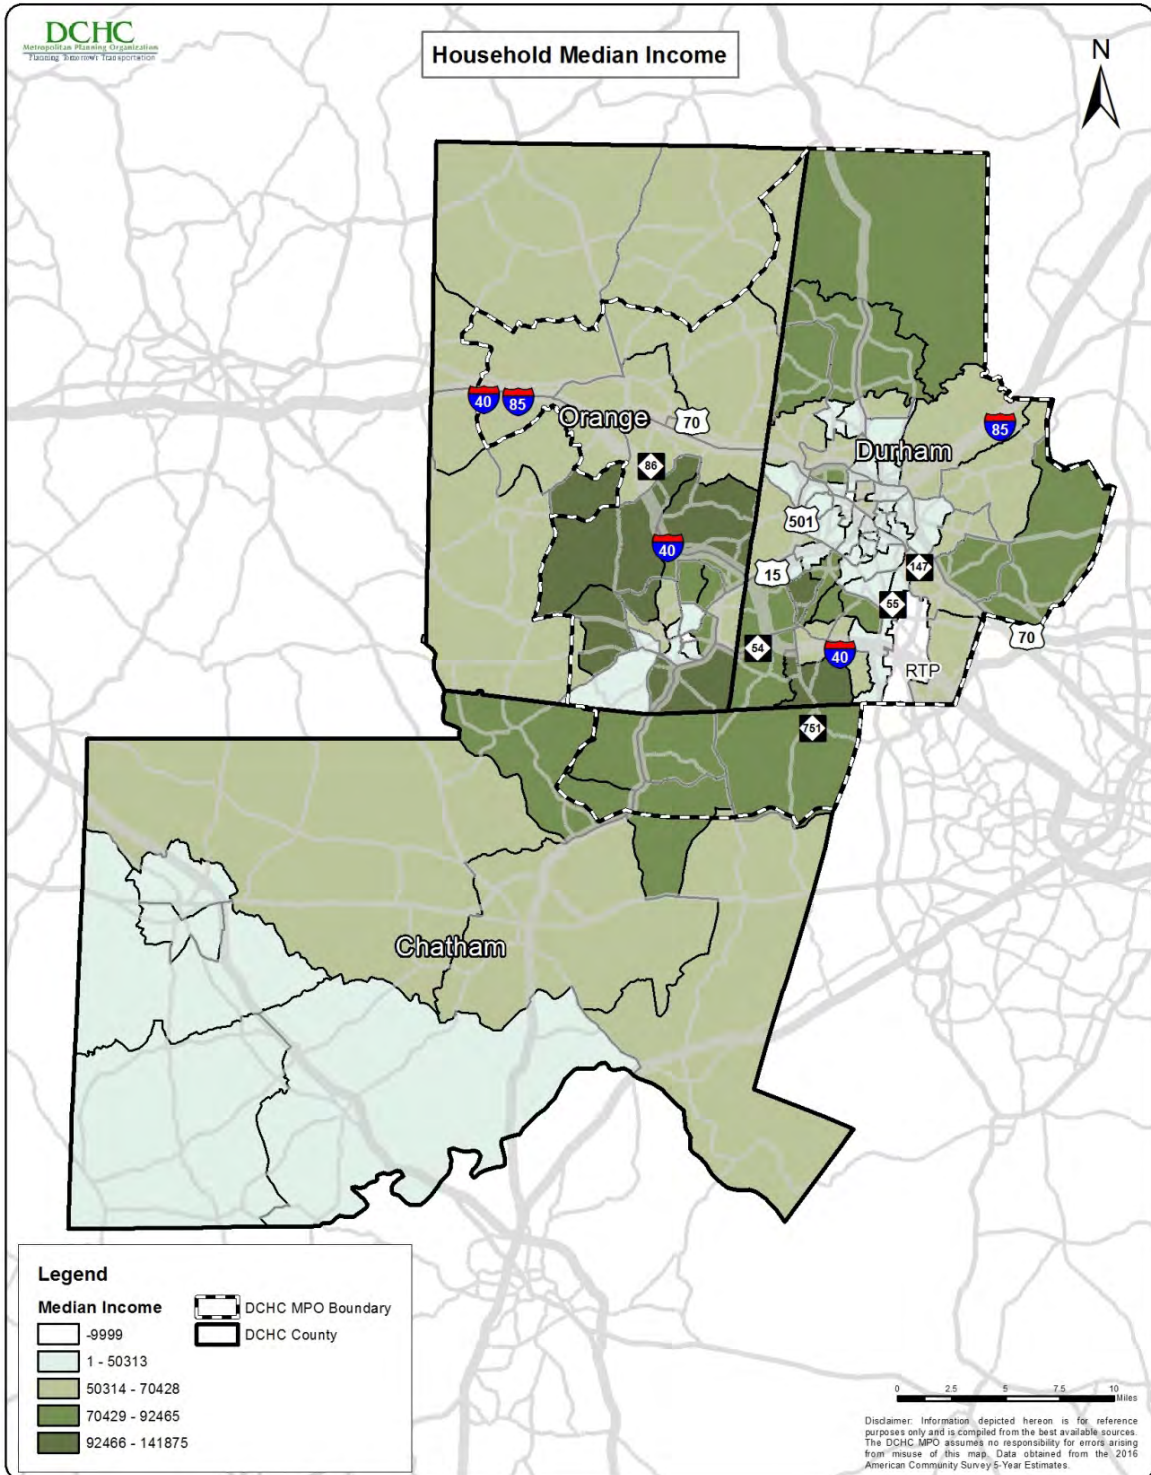 DCHC
Metropolitan Planning Organization
Planning Tomorrow's Transportation
Household Median Income
N
40
85
Orange
70
86
85
Durham
501
40
15
147
55
70
54
40
RTP
751
Chatham
Legend
Median Income
-9999
1 - 50313
50314 - 70428
70429 - 92465
92466 - 141875
DCHC MPO Boundary
DCHC County
0 2.5 5 7.5 10
Miles
Disclaimer: Information depicted hereon is for reference
purposes only and is compiled from the best available sources.
The DCHC MPO assumes no responsibility for errors arising
from misuse of this map. Data obtained from the 2016
American Community Survey 5-Year Estimates.